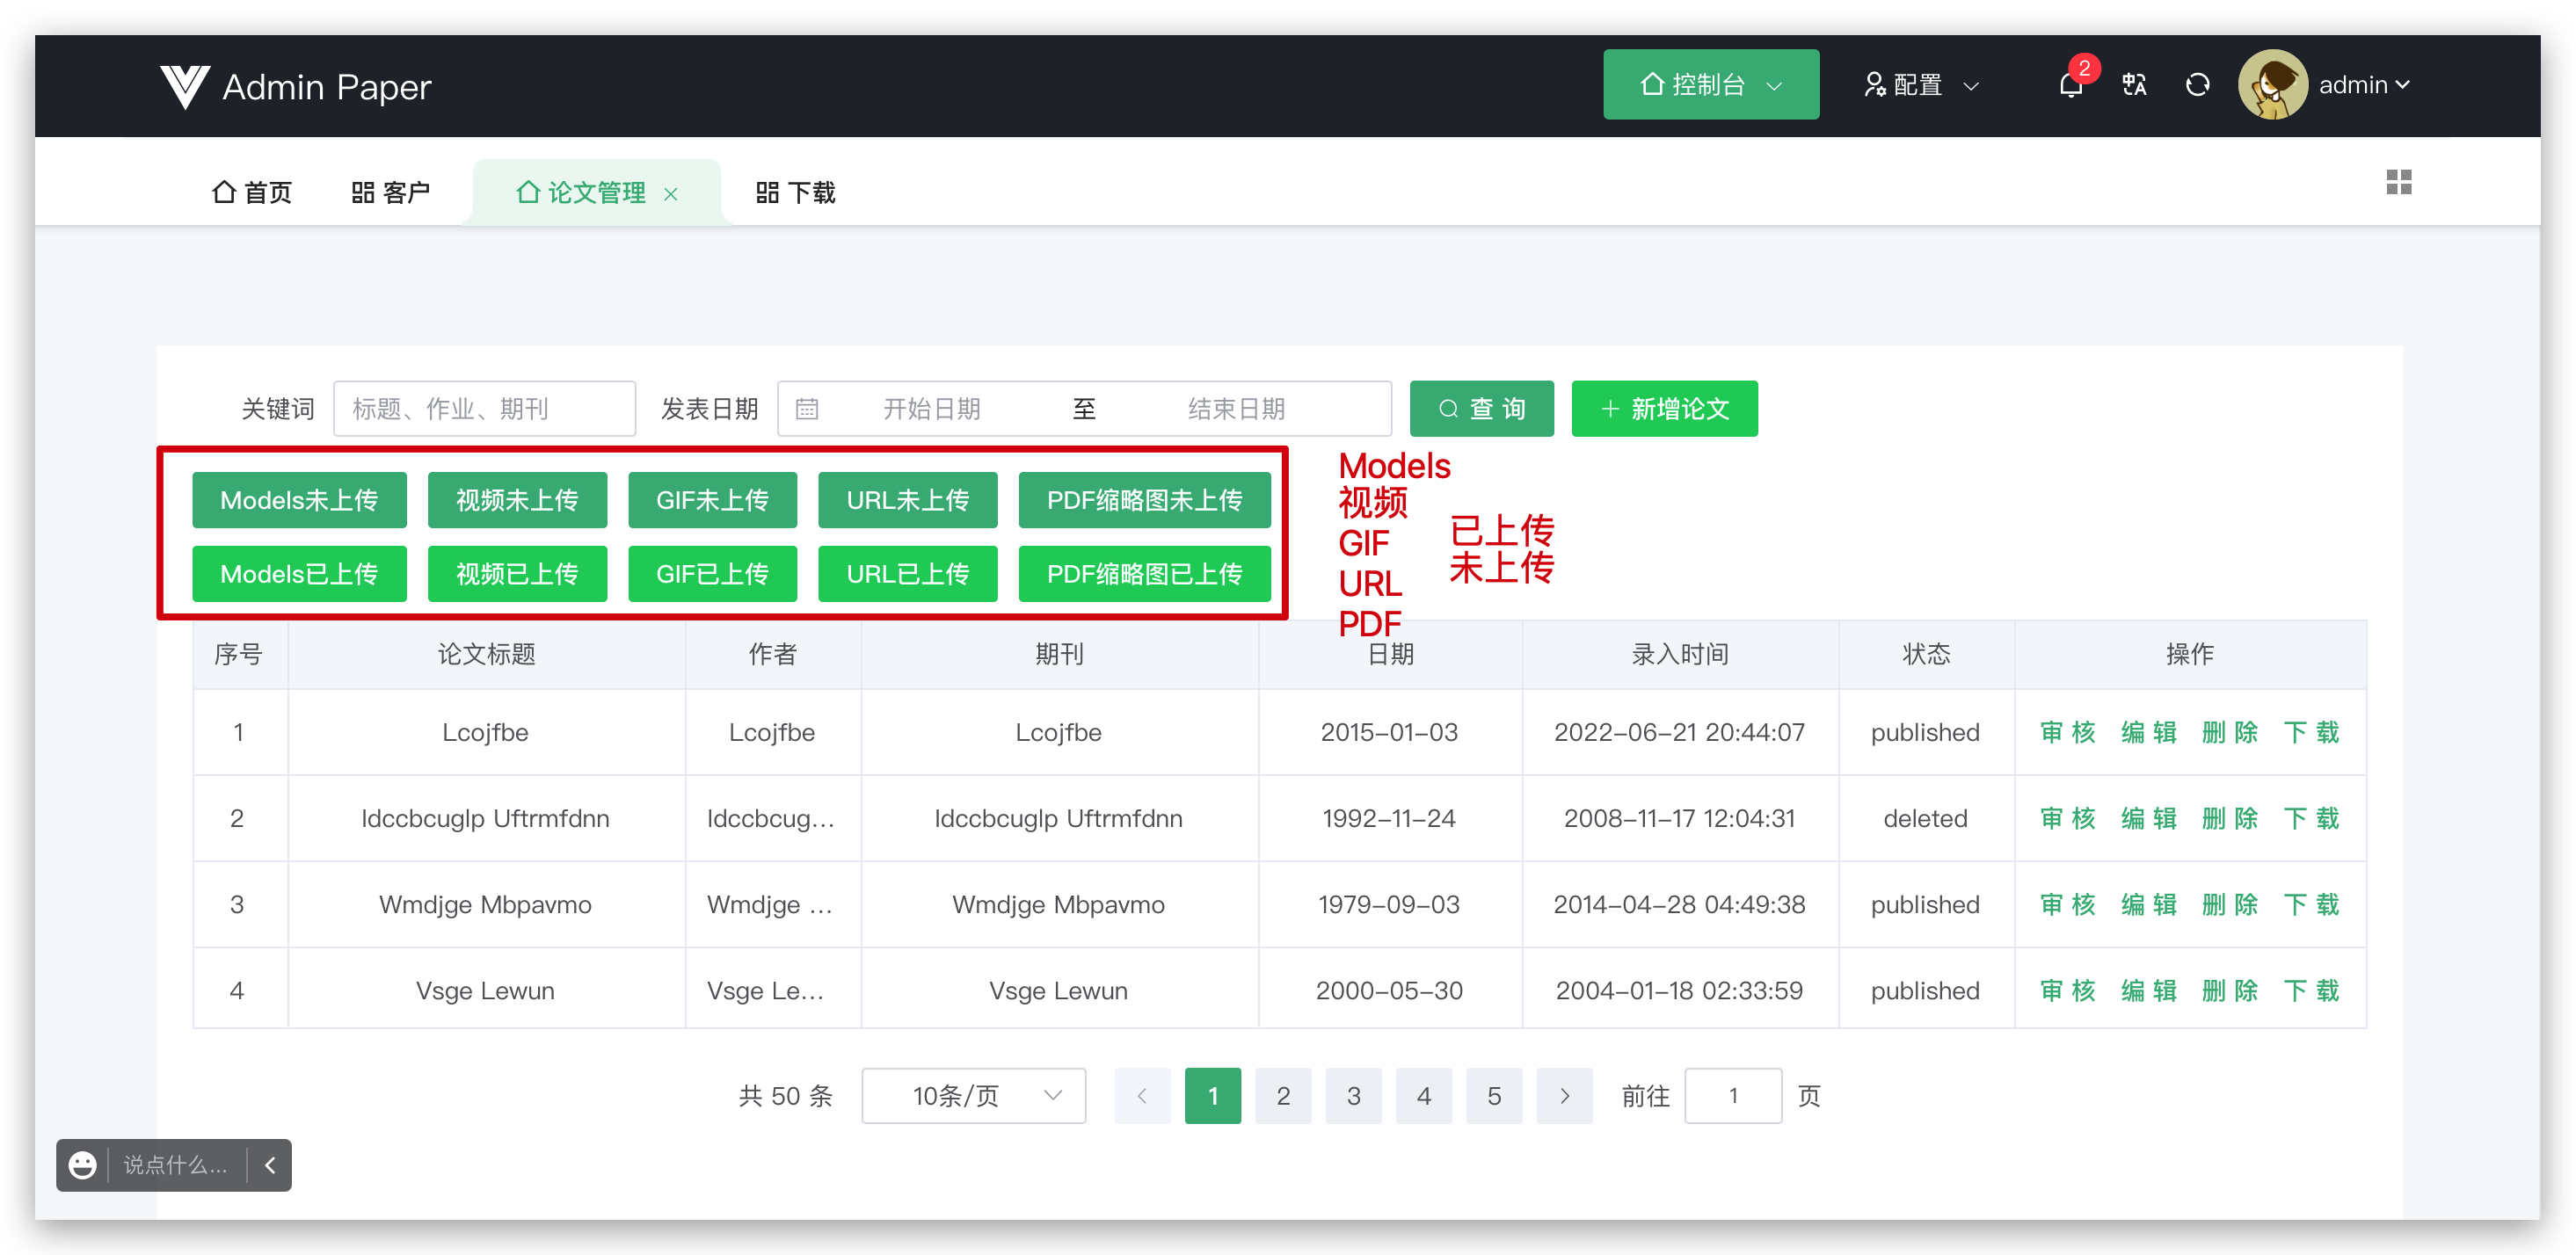 Admin Paper
控制台
配置
2
admin
首页
客户
论文管理
下载
关键词 标题、作业、期刊 发表日期 开始日期 至 结束日期 查 询 新增论文
Models未上传 视频未上传 GIF未上传 URL未上传 PDF缩略图未上传
Models已上传 视频已上传 GIF已上传 URL已上传 PDF缩略图已上传
Models
视频
GIF
URL
PDF
已上传
未上传
序号 论文标题 作者 期刊 日期 录入时间 状态 操作
1 Lcojfbe Lcojfbe Lcojfbe 2015-01-03 2022-06-21 20:44:07 published 审 核 编 辑 删 除 下 载
2 Idccbcuglp Uftrmfdnn Idccbcug... Idccbcuglp Uftrmfdnn 1992-11-24 2008-11-17 12:04:31 deleted 审 核 编 辑 删 除 下 载
3 Wmdjge Mbpavmo Wmdjge ... Wmdjge Mbpavmo 1979-09-03 2014-04-28 04:49:38 published 审 核 编 辑 删 除 下 载
4 Vsge Lewun Vsge Le... Vsge Lewun 2000-05-30 2004-01-18 02:33:59 published 审 核 编 辑 删 除 下 载
共 50 条 10条/页 1 2 3 4 5 前往 1 页
说点什么...